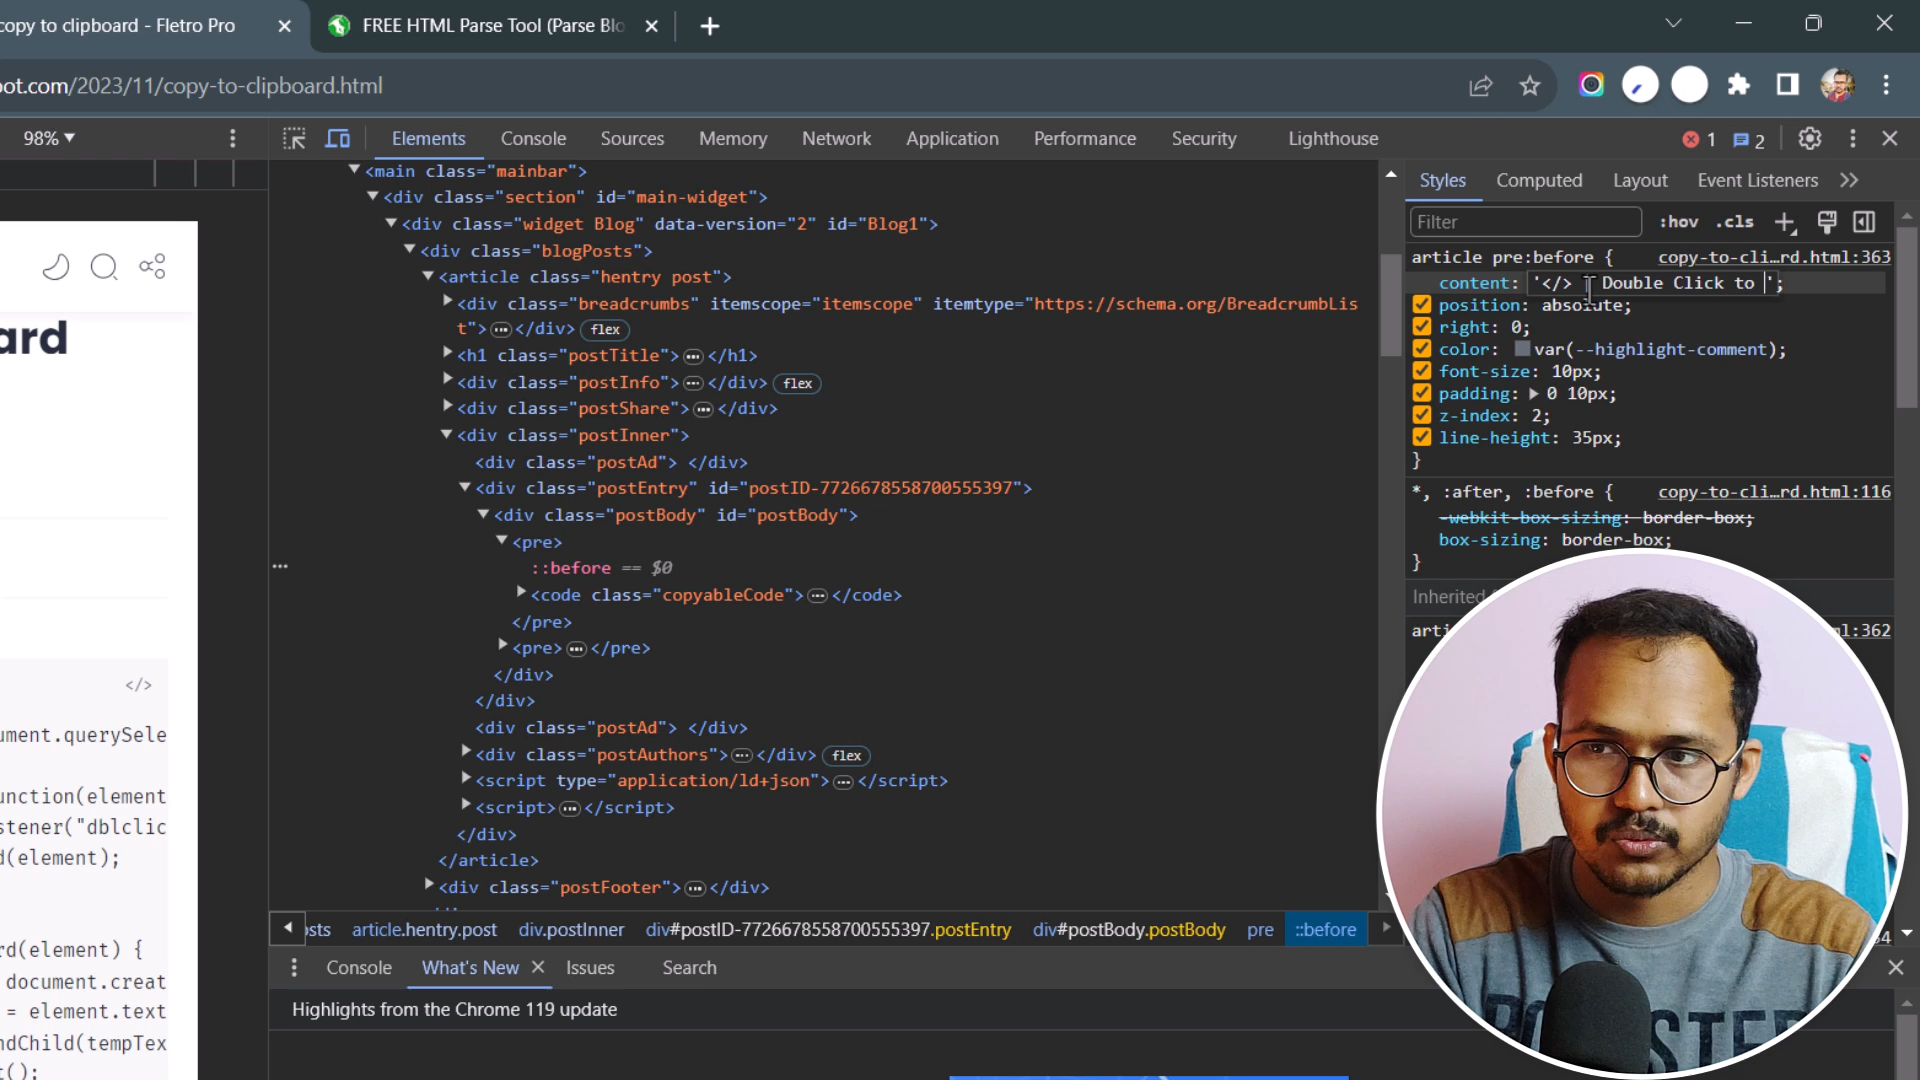 copy to clipboard - Fletro Pro
FREE HTML Parse Tool (Parse Blo
pot.com/2023/11/copy-to-clipboard.html
98%
Elements
Console
Sources
Memory
Network
Application
Performance
Security
Lighthouse
1
2
<main class="mainbar">
<div class="section" id="main-widget">
<div class="widget Blog" data-version="2" id="Blog1">
<div class="blogPosts">
<article class="hentry post">
<div class="breadcrumbs" itemscope="itemscope" itemtype="https://schema.org/BreadcrumbLis
t">…</div> flex
<h1 class="postTitle">…</h1>
<div class="postInfo">…</div> flex
<div class="postShare">…</div>
<div class="postInner">
<div class="postAd"> </div>
<div class="postEntry" id="postID-7726678558700555397">
<div class="postBody" id="postBody">
<pre>
::before == $0
<code class="copyableCode">…</code>
</pre>
<pre>…</pre>
</div>
</div>
<div class="postAd"> </div>
<div class="postAuthors">…</div> flex
<script type="application/ld+json">…</script>
<script>…</script>
</div>
</article>
<div class="postFooter">…</div>
sts
article.hentry.post
div.postInner
div#postID-7726678558700555397.postEntry
div#postBody.postBody
pre
::before
Console
What's New
Issues
Search
Highlights from the Chrome 119 update
Styles
Computed
Layout
Event Listeners
Filter
:hov
.cls
article pre:before {
copy-to-cli…rd.html:363
content: '</> Double Click to ';
position: absolute;
right: 0;
color: var(--highlight-comment);
font-size: 10px;
padding: 0 10px;
z-index: 2;
line-height: 35px;
}
*, :after, :before {
copy-to-cli…rd.html:116
-webkit-box-sizing: border-box;
box-sizing: border-box;
}
Inherited
arti
ml:362
ard
</>
ument.querySele
unction(element
stener("dblclic
d(element);
rd(element) {
document.creat
= element.text
ndChild(tempTex
t();